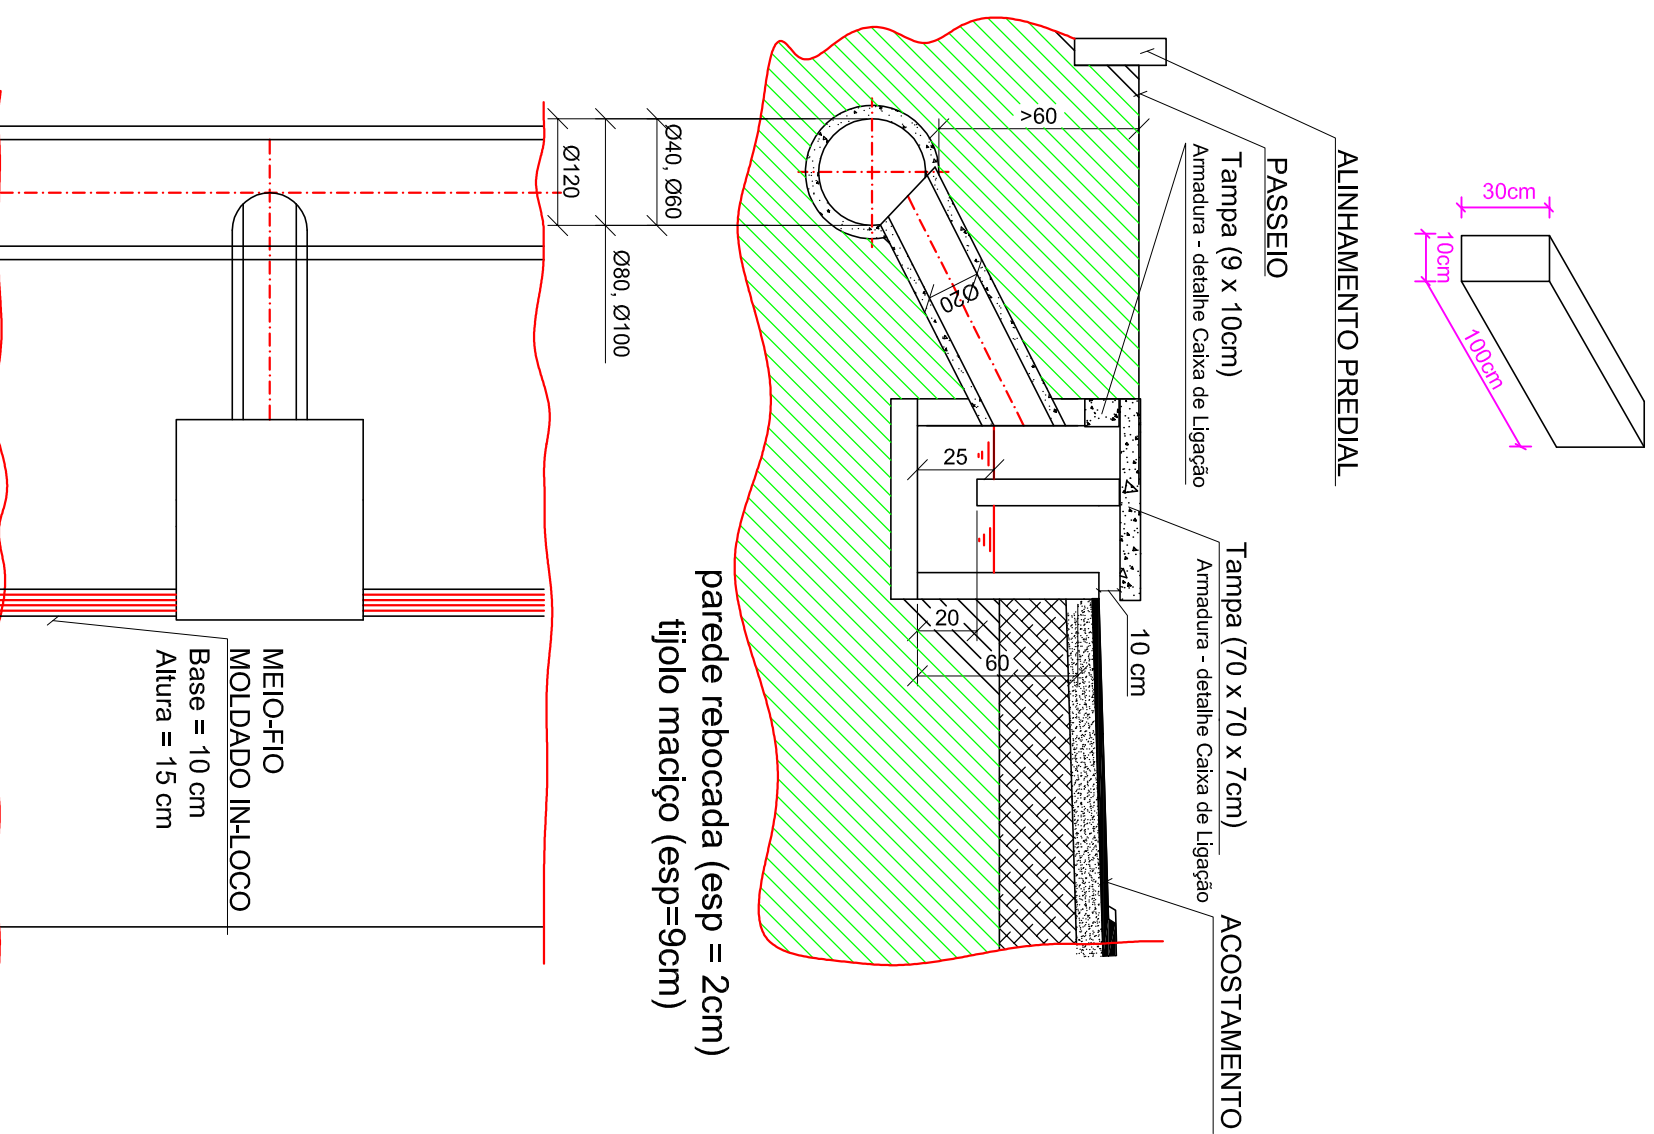 30cm
10cm
100cm
ALINHAMENTO PREDIAL
PASSEIO
Tampa (9 x 10cm)
Armadura - detalhe Caixa de Ligação
Tampa (70 x 70 x 7cm)
Armadura - detalhe Caixa de Ligação
ACOSTAMENTO
>60
10 cm
Ø20
25
20
60
parede rebocada (esp = 2cm)
tijolo maciço (esp=9cm)
Ø40, Ø60
Ø80, Ø100
Ø120
MEIO-FIO
MOLDADO IN-LOCO
Base = 10 cm
Altura = 15 cm